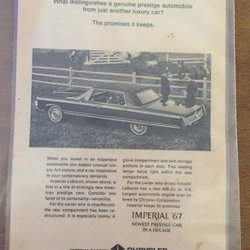 What distinguishes a genuine prestige automobile
from just another luxury car?
The promises it keeps.
When you invest in an expensive
automobile you expect unusual lux-
ury, full stature, and a car responsive
to your contemporary demands.
Imperial LeBaron, shown above, is
first in a line of strikingly new Amer-
ican prestige cars. Consider one
facet of its personality—versatility.
For the owner who is chauffeured,
the rear compartment has been re-
structured. It is especially roomy. A
glove compartment and twin storage
pockets in each door. Two reading
lamps focus light within the rear
compartment.
For the owner who drives himself,
LeBaron has a new 440 cu. in. V-8.
Largest automobile engine ever of-
fered by Chrysler Corporation.
Imperial keeps its promises.
IMPERIAL '67
NEWEST PRESTIGE CAR
IN A DECADE
CHRYSLER